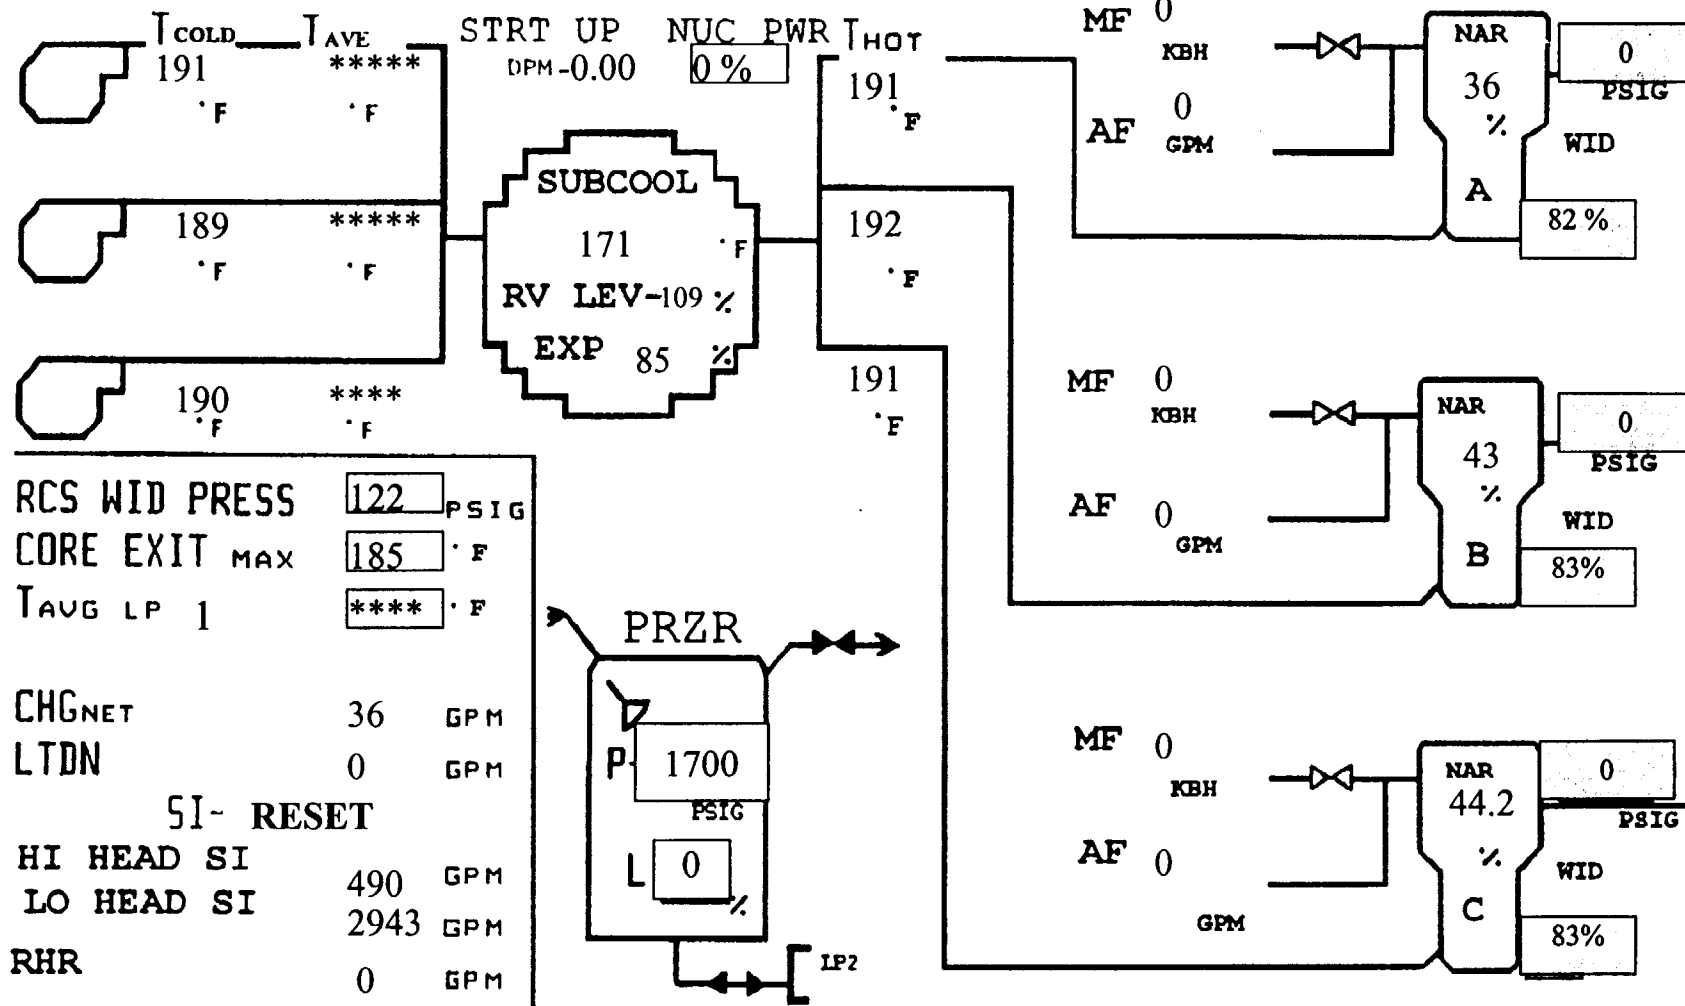 TCOLD TAVE STRT UP NUC PWR THOT
191 ***** DPM -0.00 0 % 191
°F °F °F
189 ***** 192
°F °F °F
190 **** 191
°F °F °F
SUBCOOL
171 °F
RV LEV-109 %
EXP 85 %
RCS WID PRESS 122 PSIG
CORE EXIT MAX 185 °F
TAVG LP 1 **** °F
CHGNET 36 GPM
LTDN 0 GPM
SI- RESET
HI HEAD SI 490 GPM
LO HEAD SI 2943 GPM
RHR 0 GPM
PRZR
P 1700
PSIG
L 0 %
LP2
MF 0 KBH
AF 0 GPM
NAR 36 %
A
0 PSIG
WID
82 %
MF 0 KBH
AF 0 GPM
NAR 43 %
B
0 PSIG
WID
83%
MF 0 KBH
AF 0 GPM
NAR 44.2 %
C
0 PSIG
WID
83%